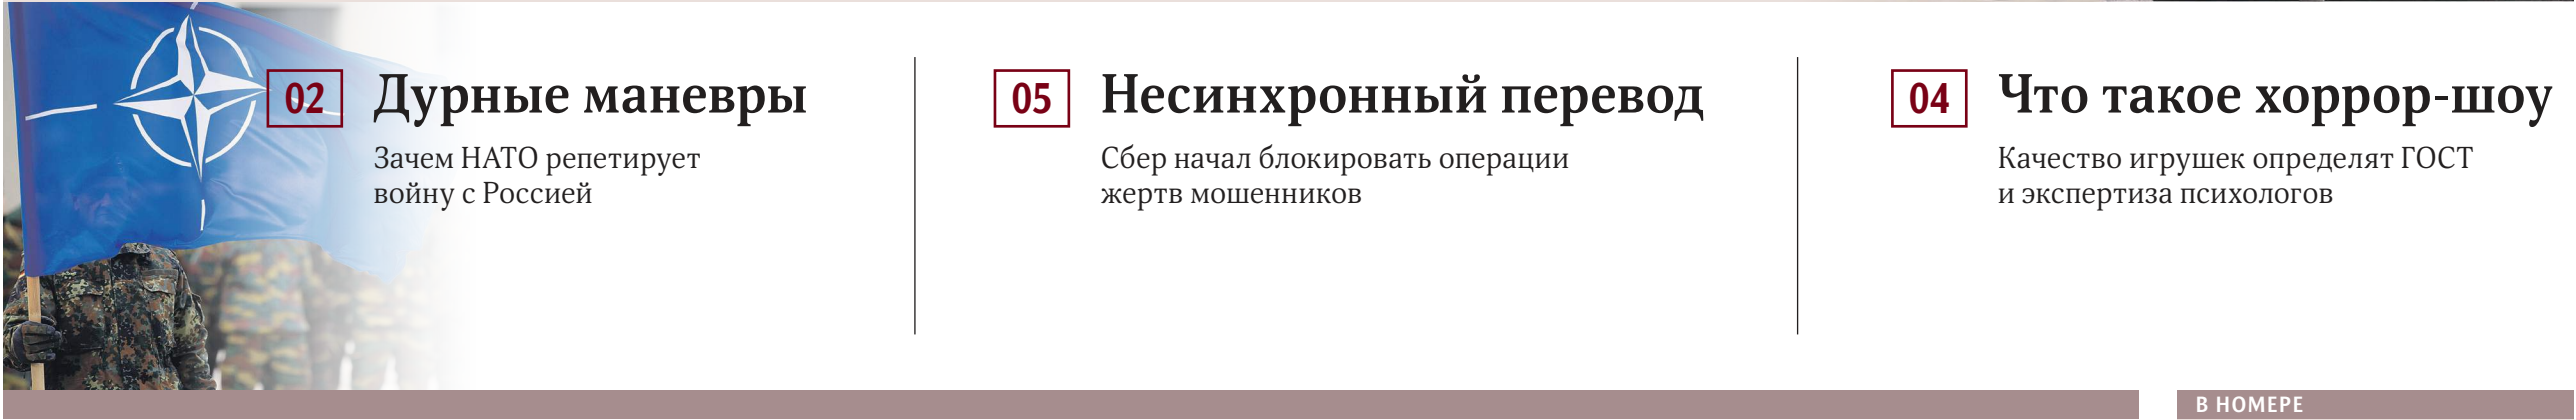 02
Дурные маневры
Зачем НАТО репетирует
войну с Россией
05
Несинхронный перевод
Сбер начал блокировать операции
жертв мошенников
04
Что такое хоррор-шоу
Качество игрушек определят ГОСТ
и экспертиза психологов
В НОМЕРЕ